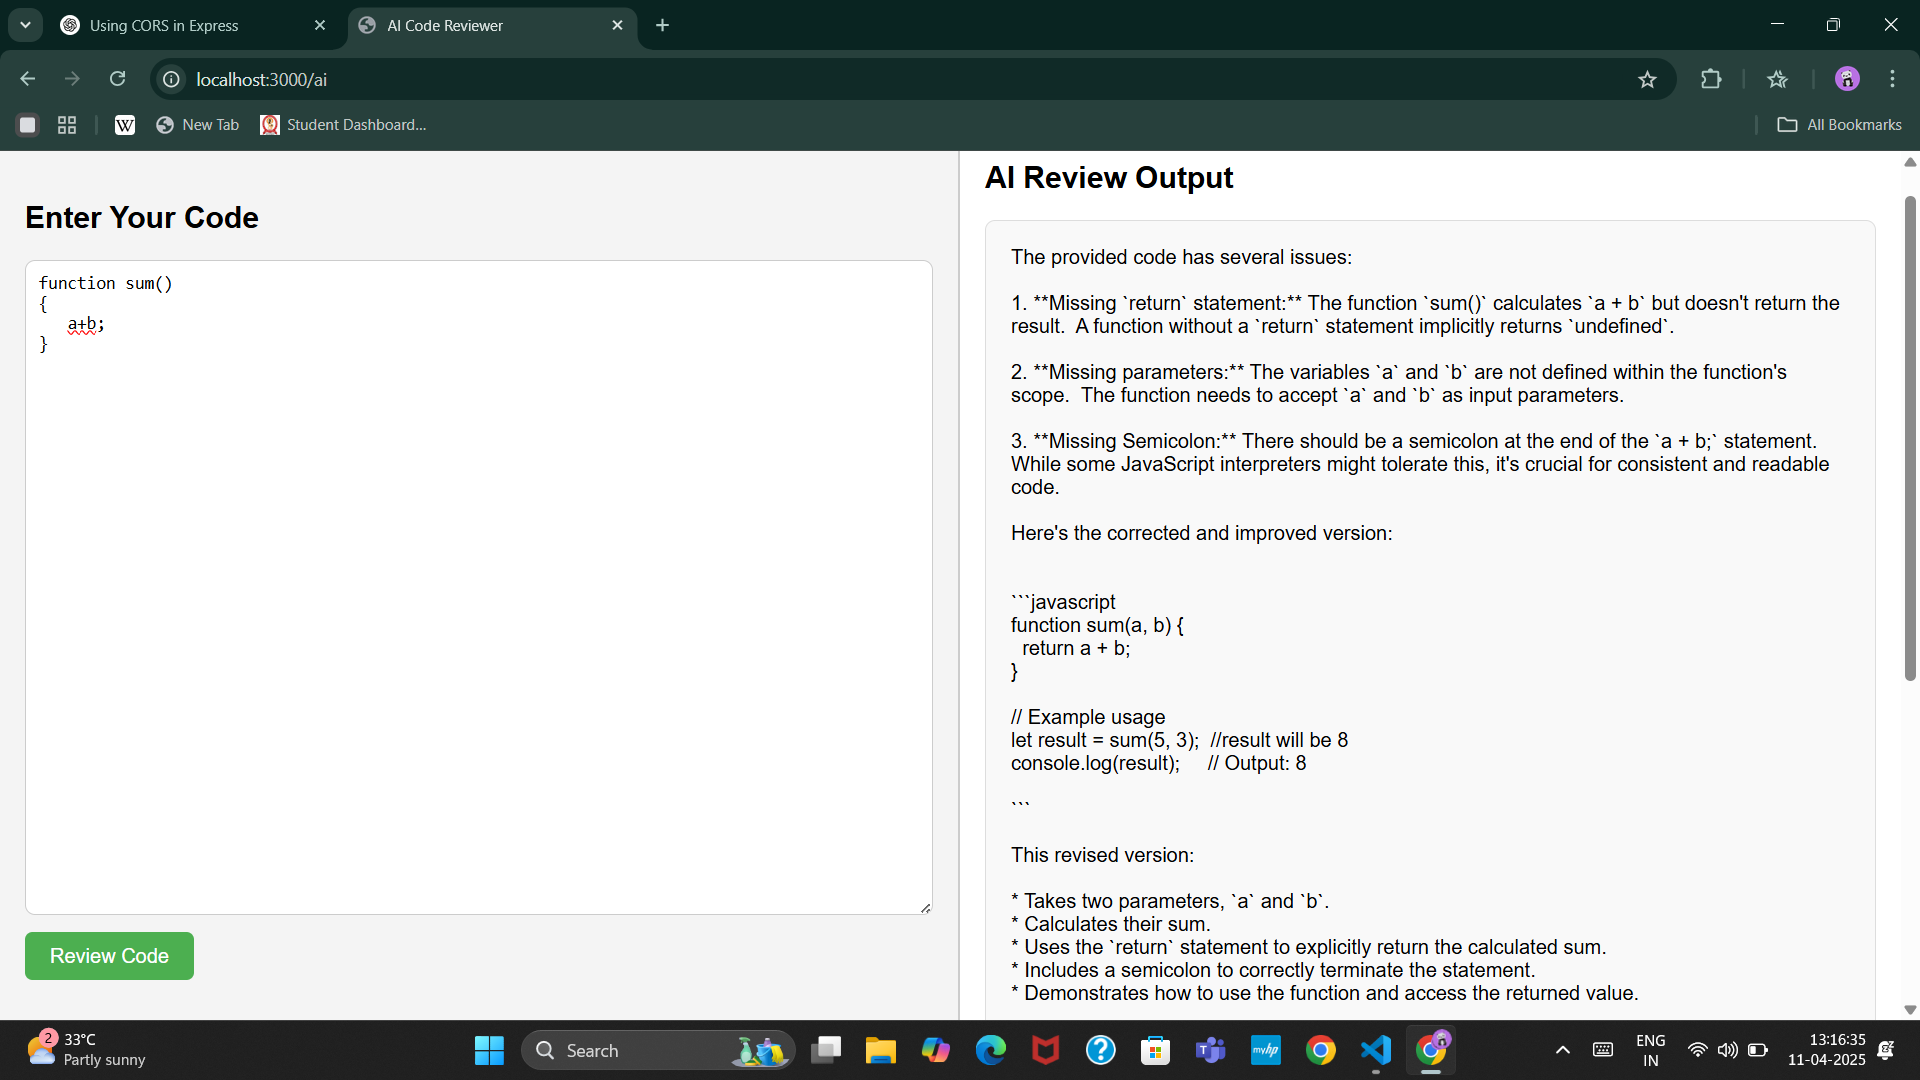 Using CORS in Express
AI Code Reviewer
localhost:3000/ai
W
New Tab
Student Dashboard...
All Bookmarks
Enter Your Code
function sum()
{
   a+b;
}
Review Code
AI Review Output
The provided code has several issues:
1. **Missing `return` statement:** The function `sum()` calculates `a + b` but doesn't return the
result.  A function without a `return` statement implicitly returns `undefined`.
2. **Missing parameters:** The variables `a` and `b` are not defined within the function's
scope.  The function needs to accept `a` and `b` as input parameters.
3. **Missing Semicolon:** There should be a semicolon at the end of the `a + b;` statement.
While some JavaScript interpreters might tolerate this, it's crucial for consistent and readable
code.
Here's the corrected and improved version:
```javascript
function sum(a, b) {
  return a + b;
}
// Example usage
let result = sum(5, 3);  //result will be 8
console.log(result);     // Output: 8
```
This revised version:
* Takes two parameters, `a` and `b`.
* Calculates their sum.
* Uses the `return` statement to explicitly return the calculated sum.
* Includes a semicolon to correctly terminate the statement.
* Demonstrates how to use the function and access the returned value.
2
33°C
Partly sunny
Search
T
myhp
ENG
IN
13:16:35
11-04-2025